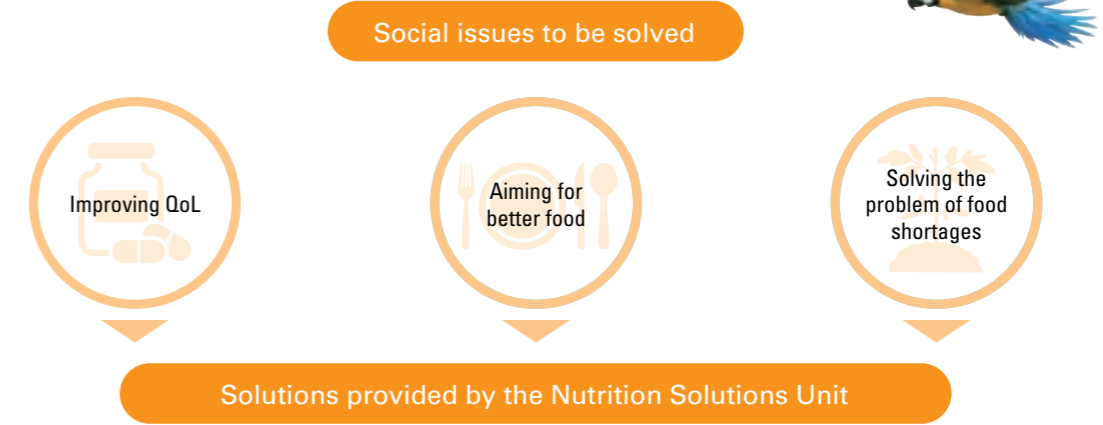 Social issues to be solved
Improving QoL
Aiming for
better food
Solving the
problem of food
shortages
Solutions provided by the Nutrition Solutions Unit